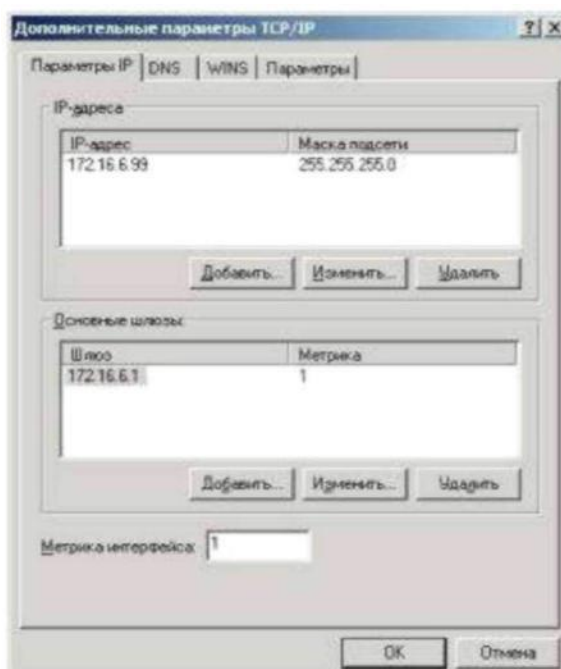 Дополнительные параметры TCP/IP
Параметры IP DNS WINS Параметры
IP-адреса
IP-адрес Маска подсети
172.16.6.99 255.255.255.0
Добавить... Изменить... Удалить
Основные шлюзы:
Шлюз Метрика
172.16.6.1 1
Добавить... Изменить... Удалить
Метрика интерфейса: 1
OK Отмена